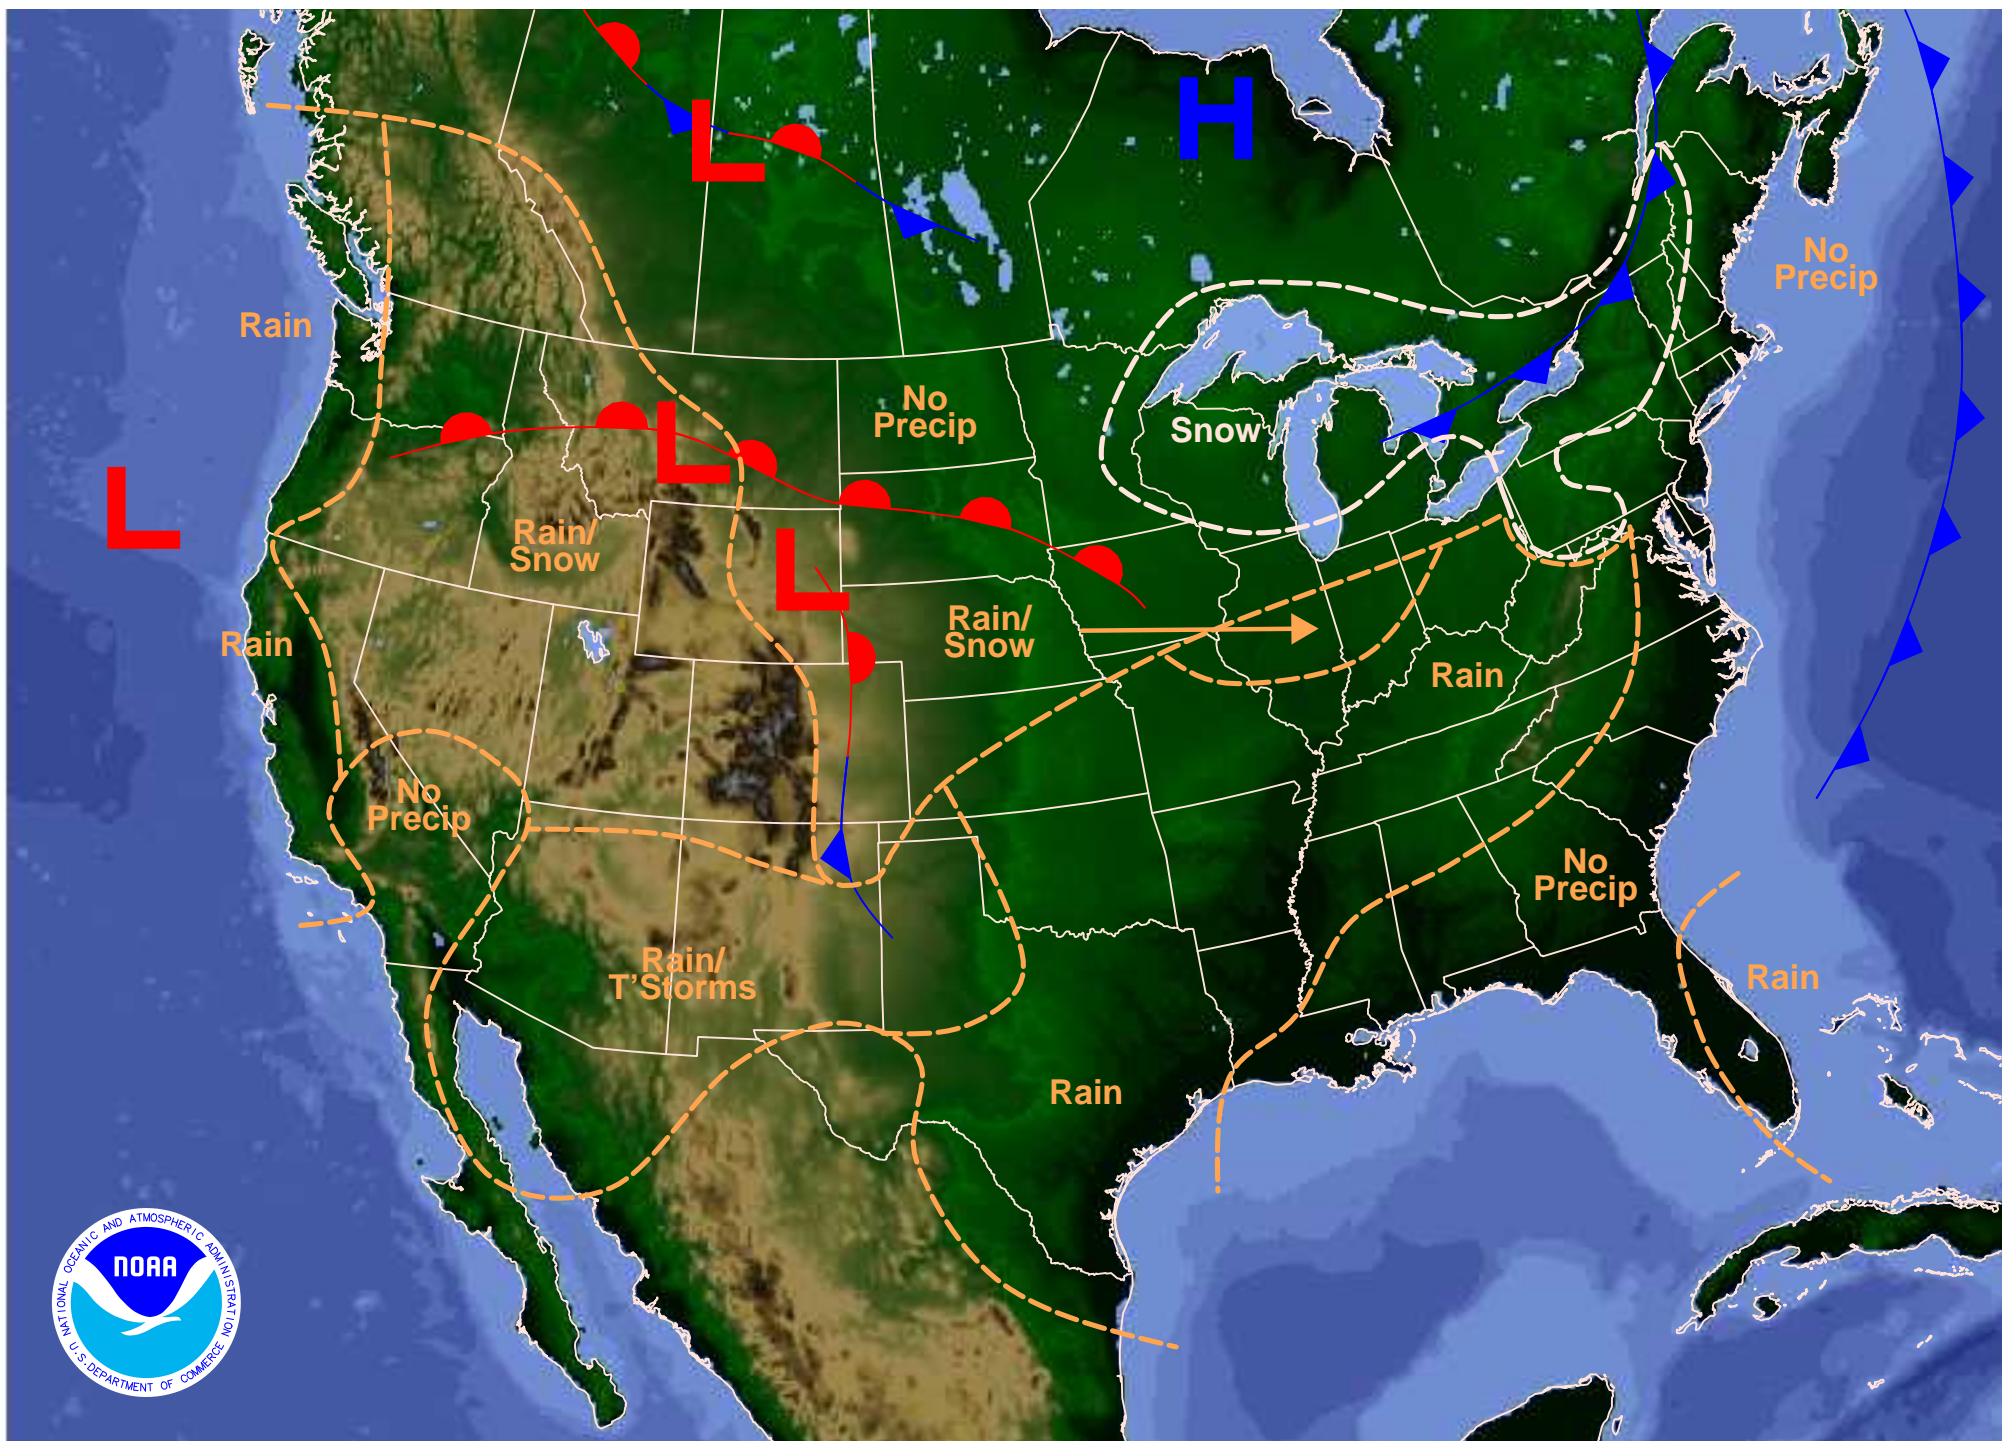 H
L
No
Precip
Rain
No
Precip
L
Snow
L
Rain/
Snow
L
Rain/
Snow
Rain
Rain
No
Precip
No
Precip
Rain/
T'Storms
Rain
Rain
NOAA
NATIONAL OCEANIC AND ATMOSPHERIC ADMINISTRATION
U.S. DEPARTMENT OF COMMERCE